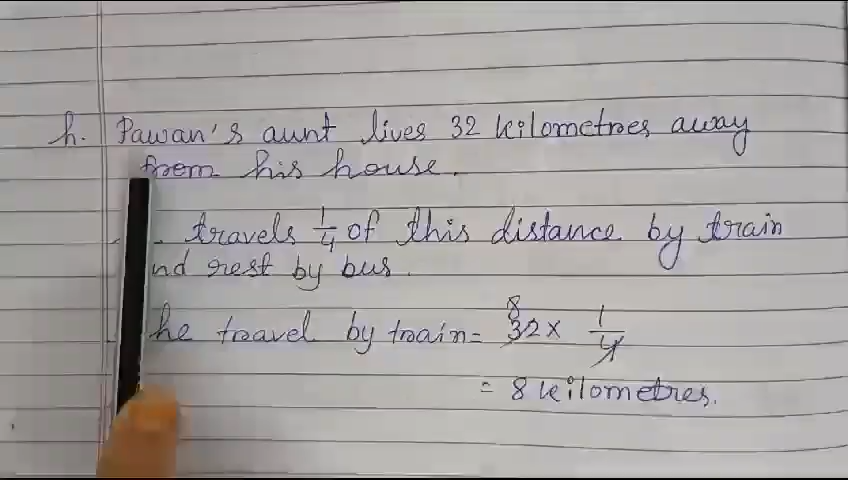 h. Pawan's aunt lives 32 kilometres away
from his house.
travels 1/4 of this distance by train
nd rest by bus.
he travel by train = 32 × 1/4
8
= 8 kilometres.